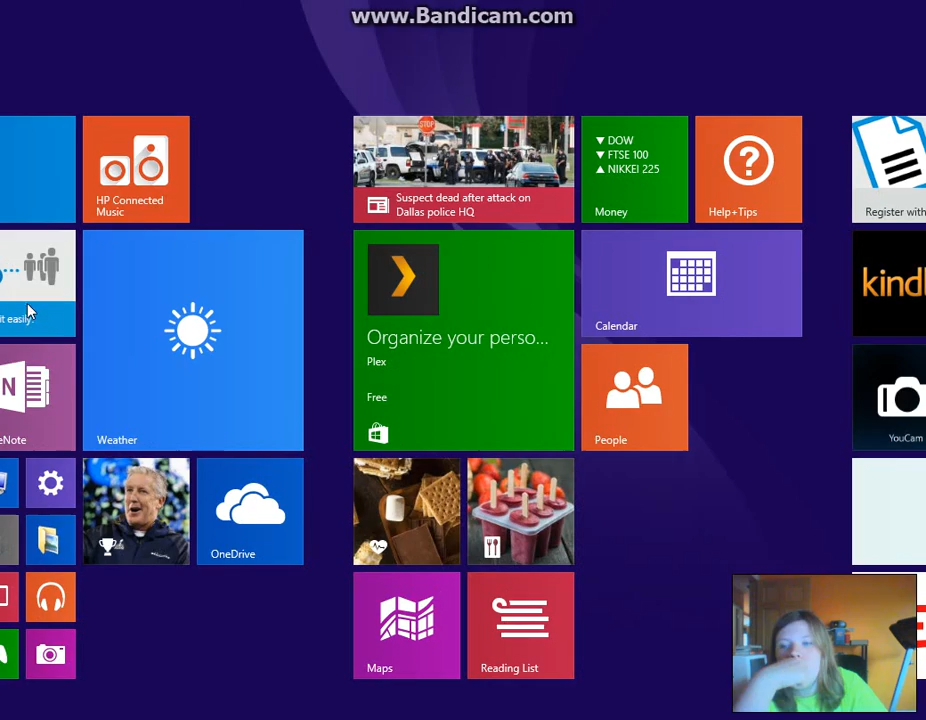 www.Bandicam.com
HP Connected
Music
STOP
Suspect dead after attack on
Dallas police HQ
▼ DOW
▼ FTSE 100
▲ NIKKEI 225
Money
?
Help+Tips
Register with
it easily.
Weather
Organize your perso...
Plex
Free
Calendar
kindl
N
eNote
People
YouCam
OneDrive
Maps
Reading List